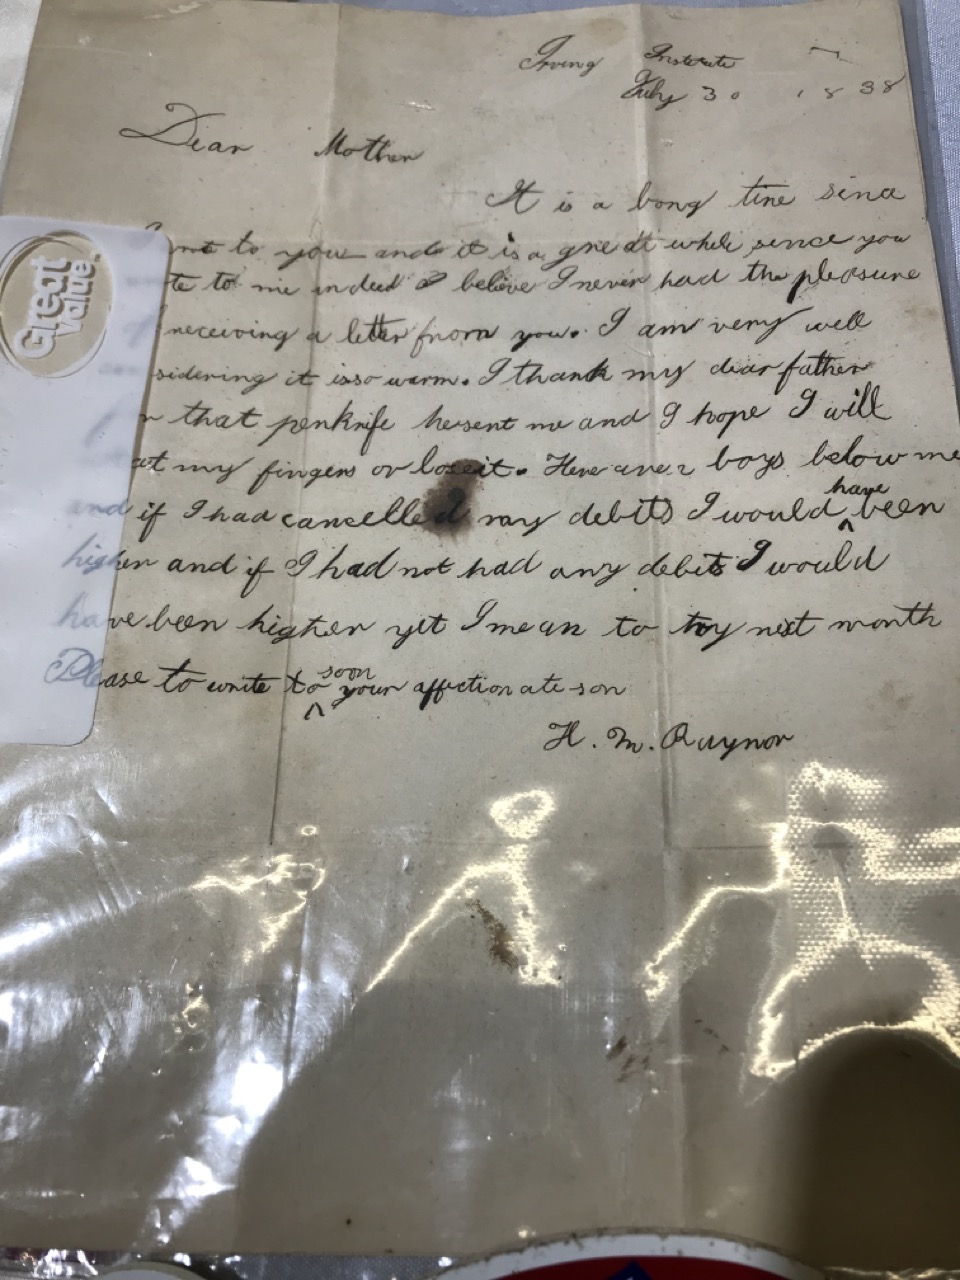 Irving Institute
July 30 1838
Dear Mother
It is a long time since
to you and it is a great while since you
to me indeed I believe I never had the pleasure
receiving a letter from you. I am very well
considering it is so warm. I thank my dear father
that penknife he sent me and I hope I will
my fingers or lose it. Here are 2 boys below me
and if I had cancelled my debits I would have been
higher and if I had not had any debits I would
have been higher yet I mean to try next month
Please to write to soon your affectionate son
H. M. Raynor
Great Value